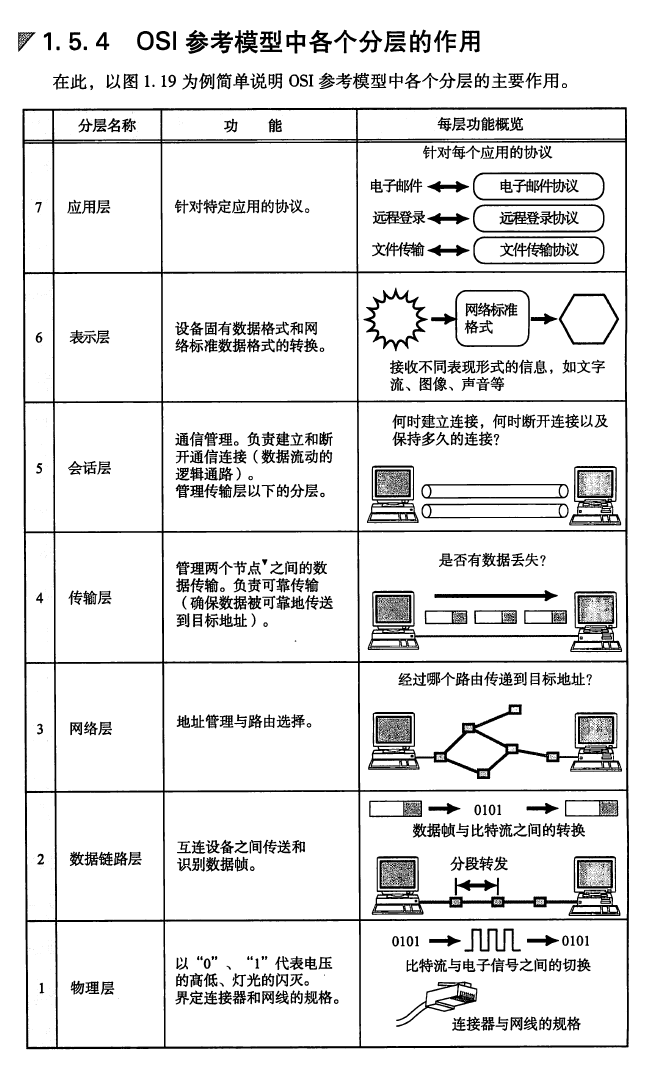 1.5.4 OSI 参考模型中各个分层的作用
在此，以图 1.19 为例简单说明 OSI 参考模型中各个分层的主要作用。
分层名称 功 能 每层功能概览
7
应用层
针对特定应用的协议。
针对每个应用的协议
电子邮件 电子邮件协议
远程登录 远程登录协议
文件传输 文件传输协议
6
表示层
设备固有数据格式和网
络标准数据格式的转换。
网络标准
格式
接收不同表现形式的信息，如文字
流、图像、声音等
5
会话层
通信管理。负责建立和断
开通信连接（数据流动的
逻辑通路）。
管理传输层以下的分层。
何时建立连接，何时断开连接以及
保持多久的连接？
4
传输层
管理两个节点▼之间的数
据传输。负责可靠传输
（确保数据被可靠地传送
到目标地址）。
是否有数据丢失？
3
网络层
地址管理与路由选择。
经过哪个路由传递到目标地址？
2
数据链路层
互连设备之间传送和
识别数据帧。
0101
数据帧与比特流之间的转换
分段转发
1
物理层
以“0”、“1”代表电压
的高低、灯光的闪灭。
界定连接器和网线的规格。
0101 0101
比特流与电子信号之间的切换
连接器与网线的规格